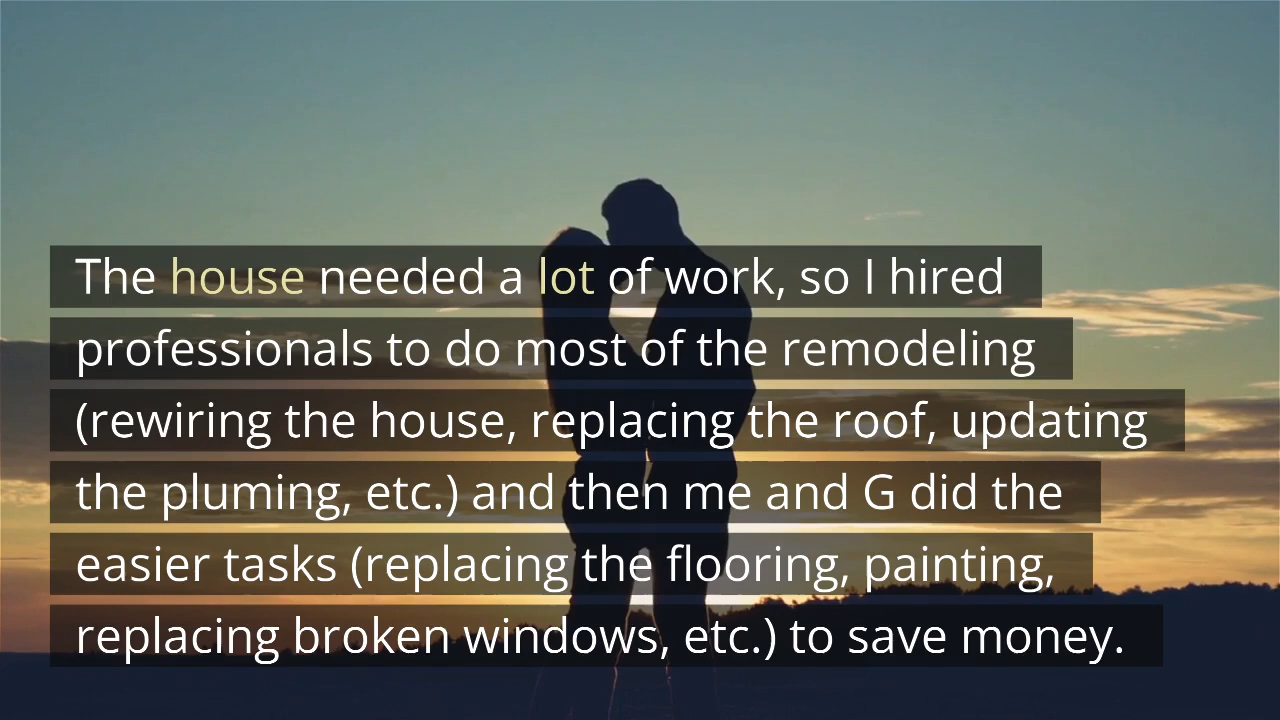 The house needed a lot of work, so I hired
professionals to do most of the remodeling
(rewiring the house, replacing the roof, updating
the pluming, etc.) and then me and G did the
easier tasks (replacing the flooring, painting,
replacing broken windows, etc.) to save money.